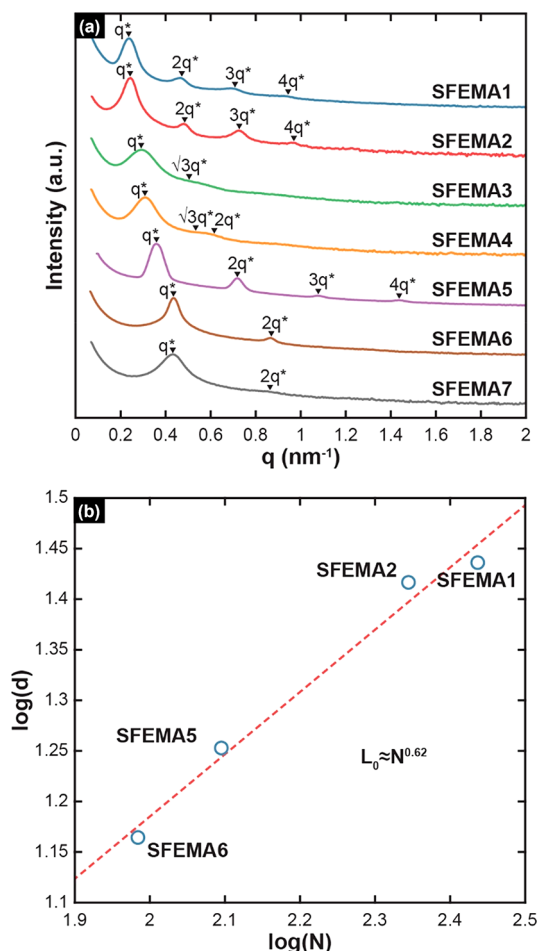 (a)
q* 2q* 3q* 4q* SFEMA1
q* 2q* 3q* 4q* SFEMA2
q* √3q* SFEMA3
q* √3q* 2q* SFEMA4
q* 2q* 3q* 4q* SFEMA5
q* 2q* SFEMA6
q* 2q* SFEMA7
Intensity (a.u.)
0 0.2 0.4 0.6 0.8 1 1.2 1.4 1.6 1.8 2
q (nm⁻¹)
(b)
1.5
1.45
1.4
1.35
1.3
1.25
1.2
1.15
1.1
log(d)
SFEMA2
SFEMA1
SFEMA5
L₀≈N⁰·⁶²
SFEMA6
1.9 2 2.1 2.2 2.3 2.4 2.5
log(N)